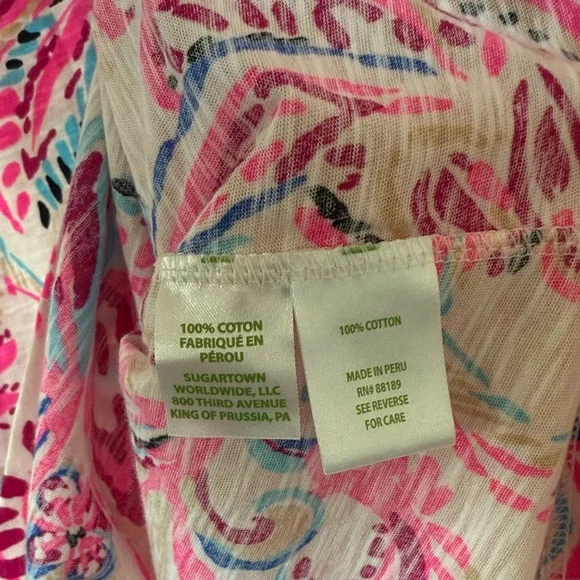 100% COTON
FABRIQUÉ EN
PÉROU
SUGARTOWN
WORLDWIDE, LLC
800 THIRD AVENUE
KING OF PRUSSIA, PA
100% COTTON
MADE IN PERU
RN# 88189
SEE REVERSE
FOR CARE